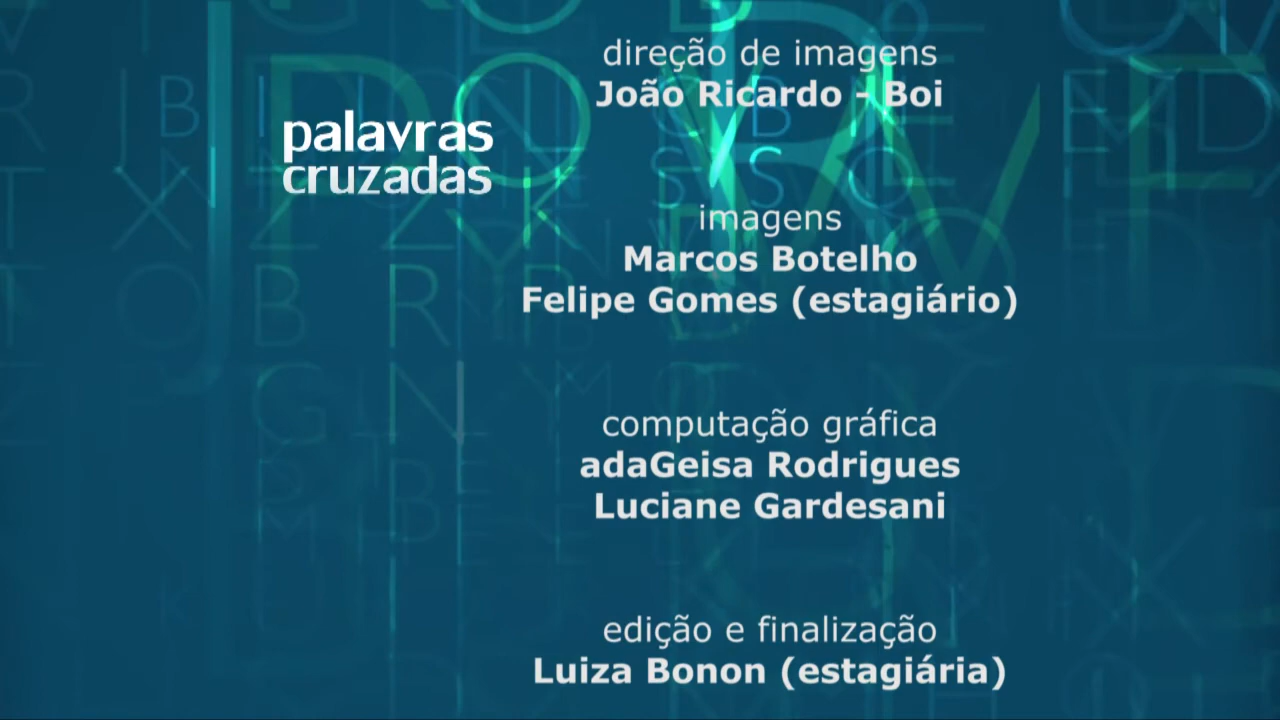 palavras
cruzadas
direção de imagens
João Ricardo - Boi
imagens
Marcos Botelho
Felipe Gomes (estagiário)
computação gráfica
adaGeisa Rodrigues
Luciane Gardesani
edição e finalização
Luiza Bonon (estagiária)